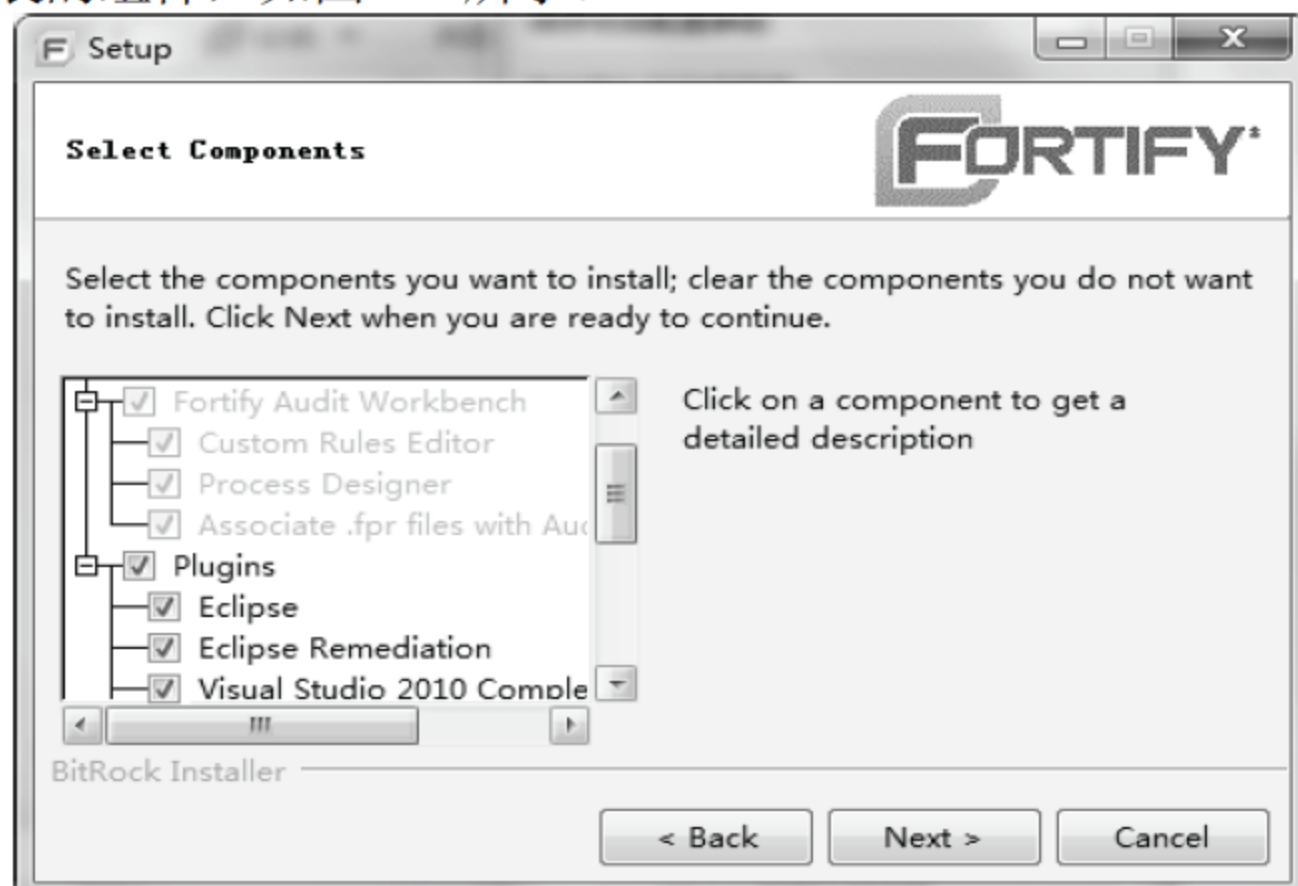 Setup
Select Components
FORTIFY
Select the components you want to install; clear the components you do not want
to install. Click Next when you are ready to continue.
Fortify Audit Workbench
Custom Rules Editor
Process Designer
Associate .fpr files with Aud
Plugins
Eclipse
Eclipse Remediation
Visual Studio 2010 Comple
Click on a component to get a
detailed description
BitRock Installer
< Back
Next >
Cancel